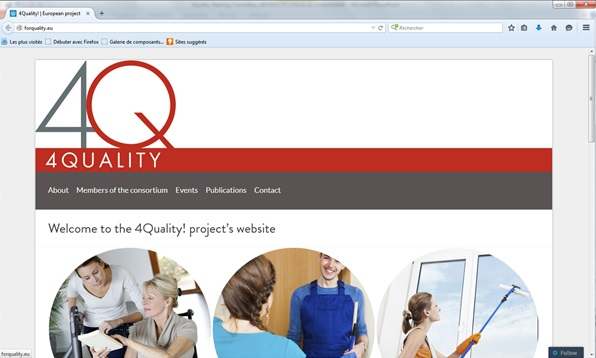 4Quality! | European project
forquality.eu
Rechercher
Les plus visités Débuter avec Firefox Galerie de composants... Sites suggérés
4Q
4QUALITY
About Members of the consortium Events Publications Contact
Welcome to the 4Quality! project's website
forquality.eu
Follow